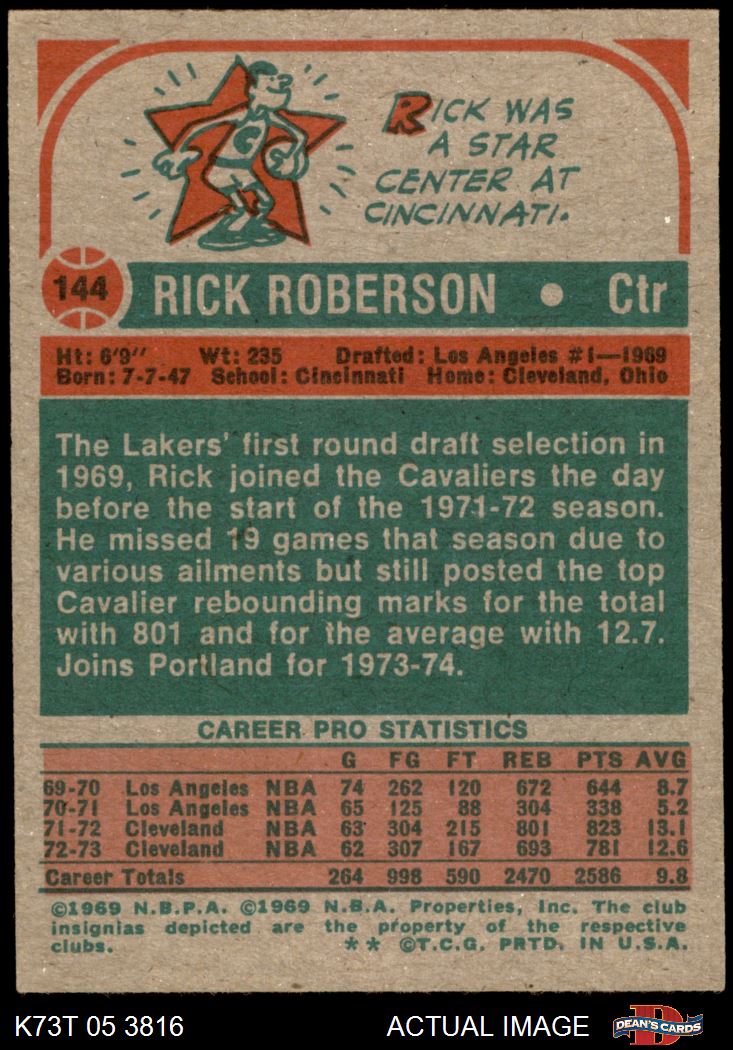 RICK WAS
A STAR
CENTER AT
CINCINNATI.
C
144 RICK ROBERSON • Ctr
Ht: 6'9" Wt: 235 Drafted: Los Angeles #1—1969
Born: 7-7-47 School: Cincinnati Home: Cleveland, Ohio
The Lakers' first round draft selection in
1969, Rick joined the Cavaliers the day
before the start of the 1971-72 season.
He missed 19 games that season due to
various ailments but still posted the top
Cavalier rebounding marks for the total
with 801 and for the average with 12.7.
Joins Portland for 1973-74.
CAREER PRO STATISTICS
G FG FT REB PTS AVG
69-70 Los Angeles NBA 74 262 120 672 644 8.7
70-71 Los Angeles NBA 65 125 88 304 338 5.2
71-72 Cleveland NBA 63 304 215 801 823 13.1
72-73 Cleveland NBA 62 307 167 693 781 12.6
Career Totals 264 998 590 2470 2586 9.8
©1969 N.B.P.A. ©1969 N.B.A. Properties, Inc. The club
insignias depicted are the property of the respective
clubs. ** ©T.C.G. PRTD. IN U.S.A.
K73T 05 3816 ACTUAL IMAGE D DEAN'S CARDS